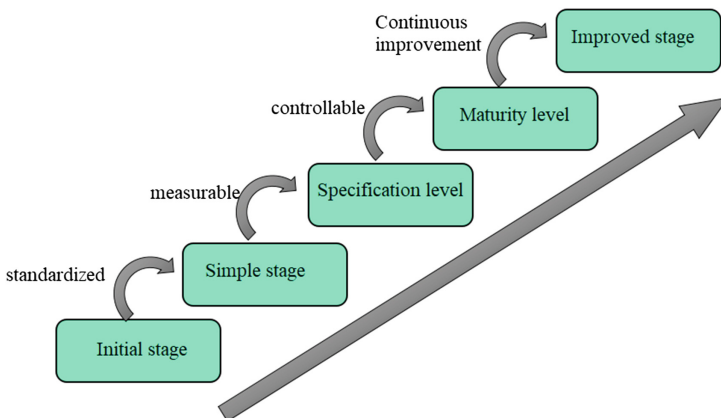 Continuous
improvement
Improved stage
controllable
Maturity level
measurable
Specification level
standardized
Simple stage
Initial stage